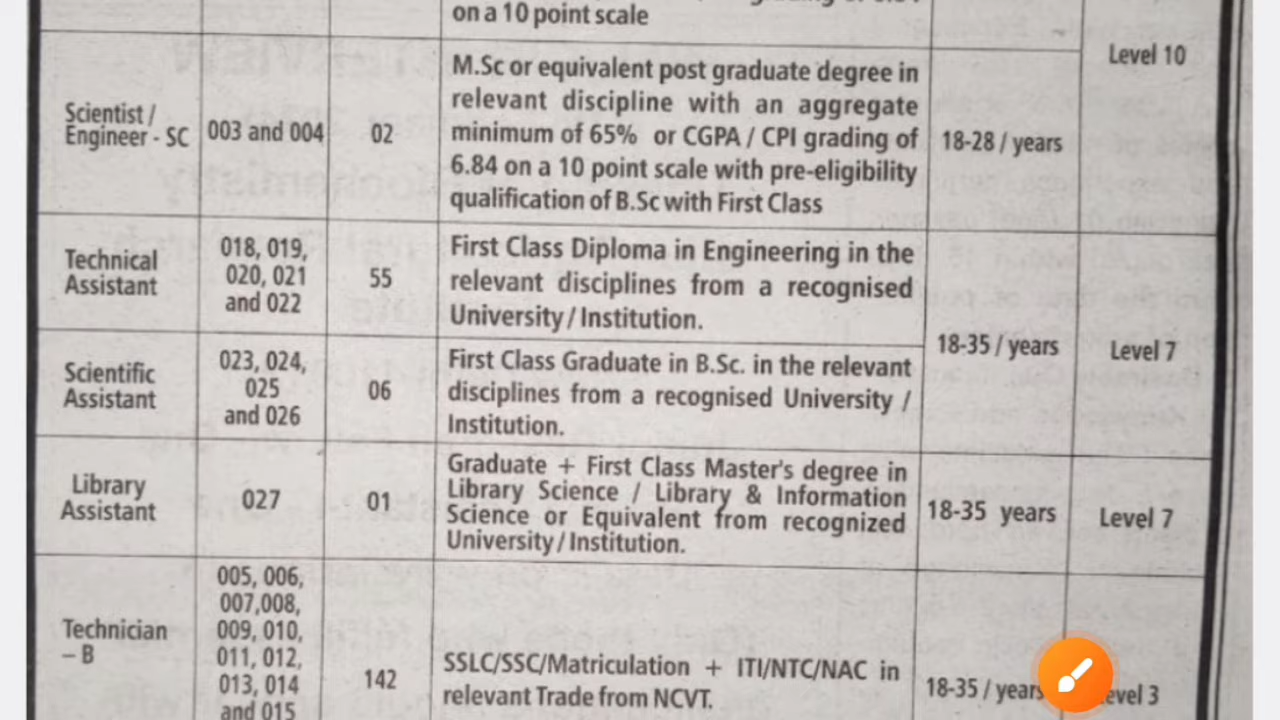 on a 10 point scale
Level 10
Scientist /
Engineer - SC
003 and 004
02
M.Sc or equivalent post graduate degree in
relevant discipline with an aggregate
minimum of 65% or CGPA / CPI grading of
6.84 on a 10 point scale with pre-eligibility
qualification of B.Sc with First Class
18-28 / years
Technical
Assistant
018, 019,
020, 021
and 022
55
First Class Diploma in Engineering in the
relevant disciplines from a recognised
University / Institution.
18-35 / years
Level 7
Scientific
Assistant
023, 024,
025
and 026
06
First Class Graduate in B.Sc. in the relevant
disciplines from a recognised University /
Institution.
Library
Assistant
027
01
Graduate + First Class Master's degree in
Library Science / Library & Information
Science or Equivalent from recognized
University / Institution.
18-35 years
Level 7
Technician
– B
005, 006,
007,008,
009, 010,
011, 012,
013, 014
and 015
142
SSLC/SSC/Matriculation + ITI/NTC/NAC in
relevant Trade from NCVT.
18-35 / years
evel 3